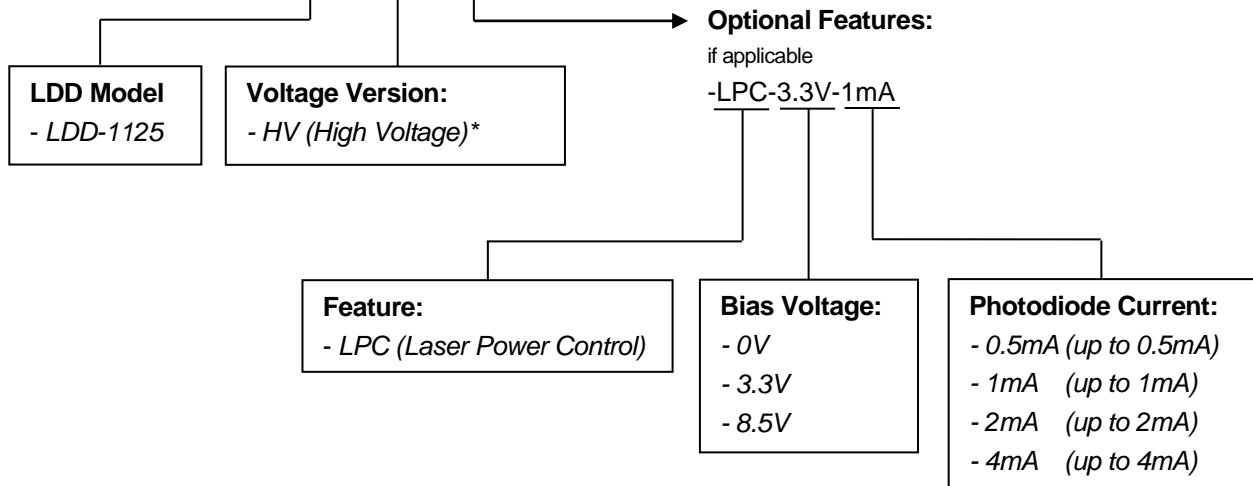 Optional Features:
if applicable
-LPC-3.3V-1mA
LDD Model
- LDD-1125
Voltage Version:
- HV (High Voltage)*
Feature:
- LPC (Laser Power Control)
Bias Voltage:
- 0V
- 3.3V
- 8.5V
Photodiode Current:
- 0.5mA (up to 0.5mA)
- 1mA (up to 1mA)
- 2mA (up to 2mA)
- 4mA (up to 4mA)